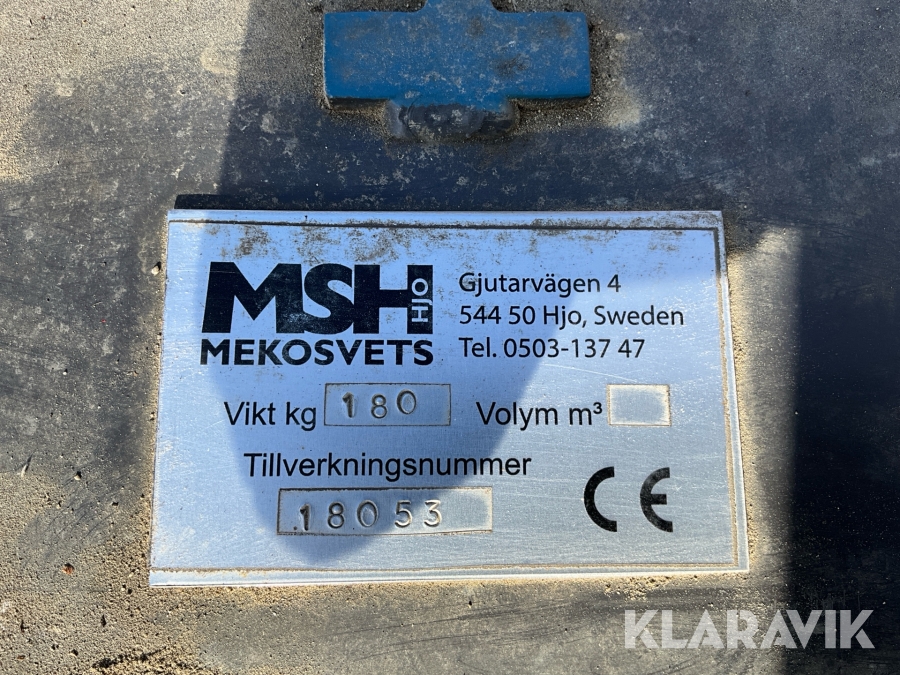 MSH HJO
MEKOSVETS
Gjutarvägen 4
544 50 Hjo, Sweden
Tel. 0503-137 47
Vikt kg 180 Volym m³
Tillverkningsnummer
18053
CE
KLARAVIK